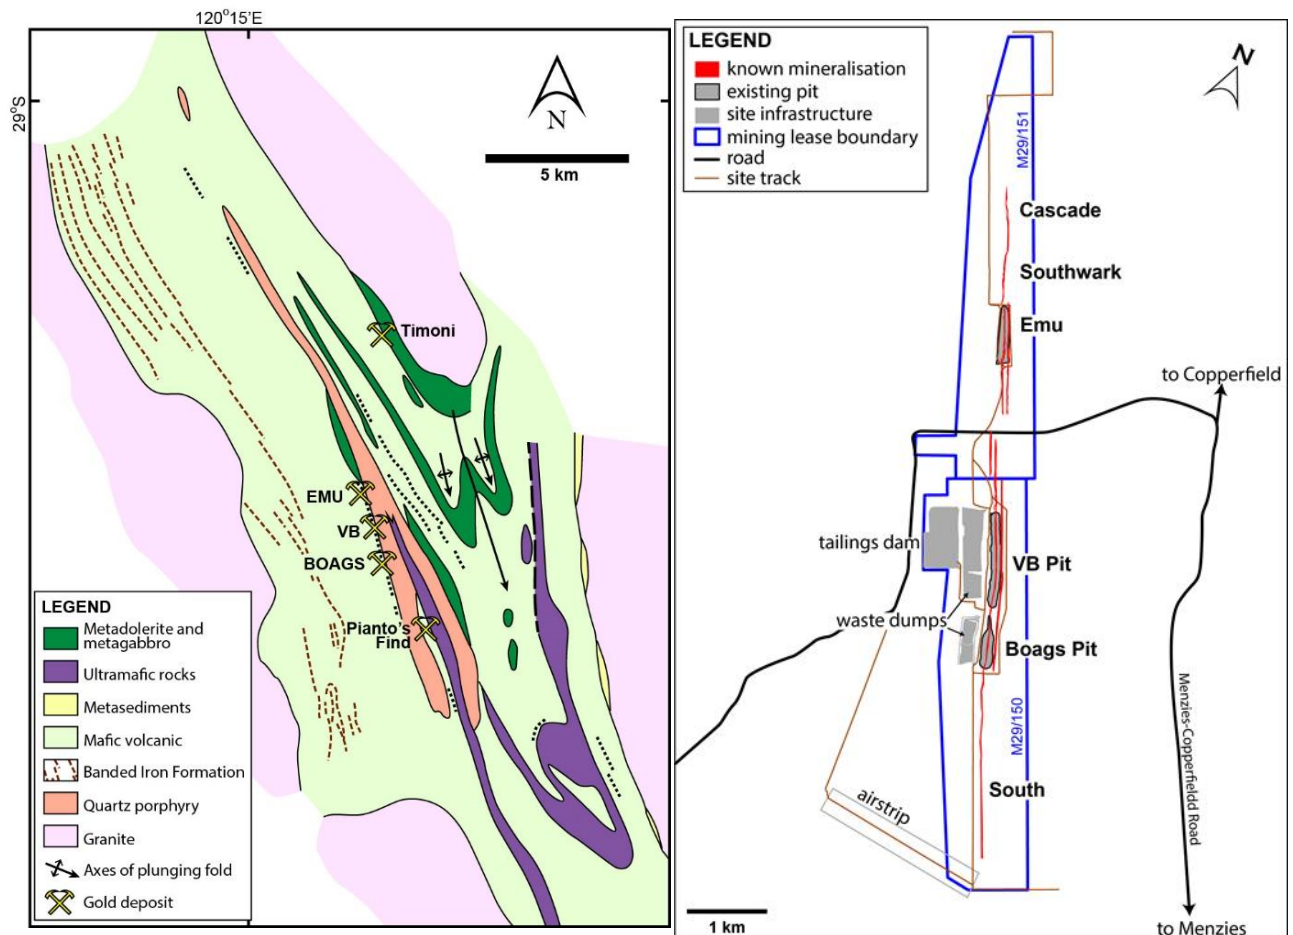 120°15'E
29°S
N
5 km
Timoni
EMU
VB
BOAGS
Pianto's
Find
LEGEND
Metadolerite and
metagabbro
Ultramafic rocks
Metasediments
Mafic volcanic
Banded Iron Formation
Quartz porphyry
Granite
Axes of plunging fold
Gold deposit
LEGEND
known mineralisation
existing pit
site infrastructure
mining lease boundary
road
site track
N
M29/151
Cascade
Southwark
Emu
to Copperfield
tailings dam
VB Pit
waste dumps
Boags Pit
M29/150
Menzies-Copperfieldd Road
South
airstrip
1 km
to Menzies